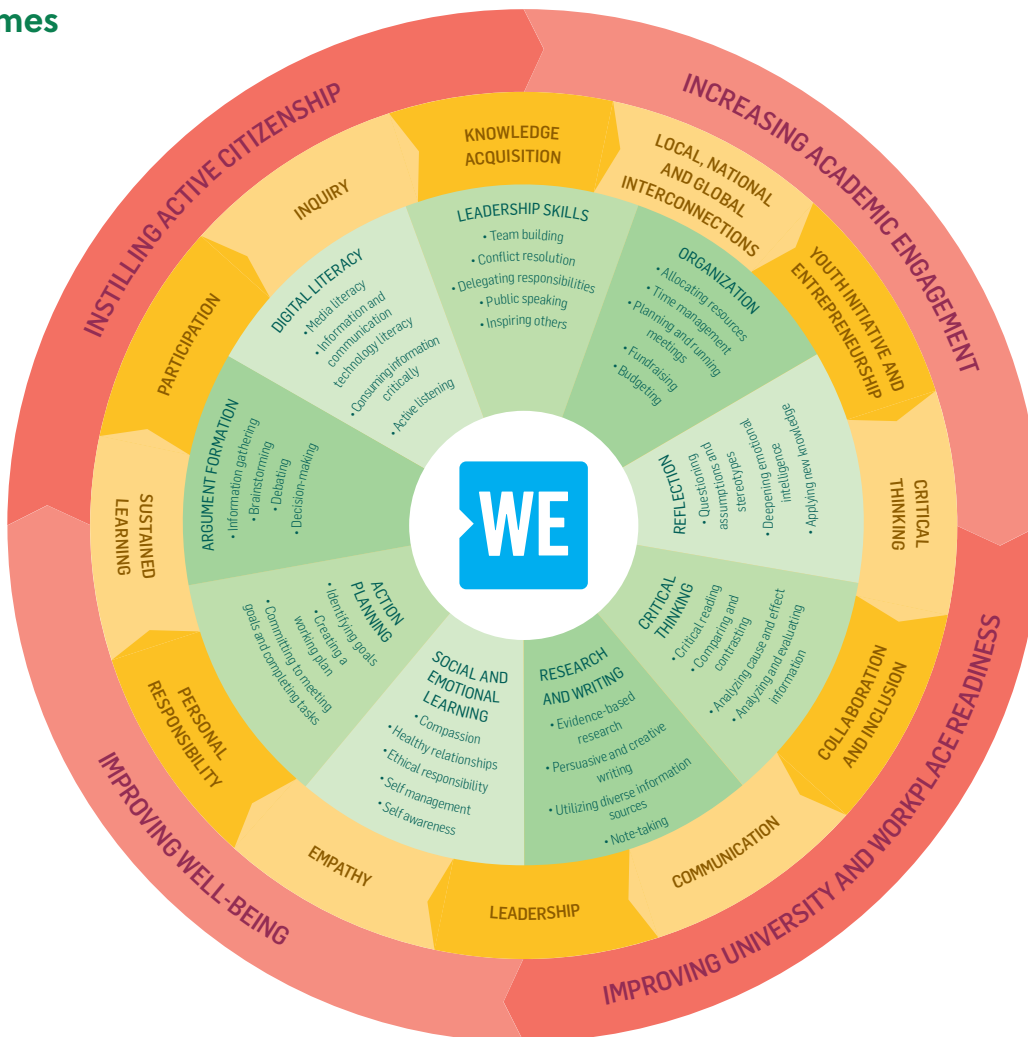 mes
INSTILLING ACTIVE CITIZENSHIP
INCREASING ACADEMIC ENGAGEMENT
IMPROVING UNIVERSITY AND WORKPLACE READINESS
IMPROVING WELL-BEING
KNOWLEDGE
ACQUISITION
LOCAL, NATIONAL
AND GLOBAL
INTERCONNECTIONS
YOUTH INITIATIVE AND
ENTREPRENEURSHIP
CRITICAL
THINKING
COLLABORATION
AND INCLUSION
COMMUNICATION
LEADERSHIP
EMPATHY
PERSONAL
RESPONSIBILITY
SUSTAINED
LEARNING
PARTICIPATION
INQUIRY
LEADERSHIP SKILLS
• Team building
• Conflict resolution
• Delegating responsibilities
• Public speaking
• Inspiring others
ORGANIZATION
• Allocating resources
• Time management
• Planning and running
meetings
• Fundraising
• Budgeting
REFLECTION
• Questioning
assumptions and
stereotypes
• Deepening emotional
intelligence
• Applying new knowledge
CRITICAL
THINKING
• Critical reading
• Comparing and
contrasting
• Analyzing cause and effect
• Analyzing and evaluating
information
RESEARCH
AND WRITING
• Evidence-based
research
• Persuasive and creative
writing
• Utilizing diverse information
sources
• Note-taking
SOCIAL AND
EMOTIONAL
LEARNING
• Compassion
• Healthy relationships
• Ethical responsibility
• Self management
• Self awareness
ACTION
PLANNING
• Identifying goals
• Creating a
working plan
• Committing to meeting
goals and completing tasks
ARGUMENT FORMATION
• Information gathering
• Brainstorming
• Debating
• Decision-making
DIGITAL LITERACY
• Media literacy
• Information and
communication
technology literacy
• Consuming information
critically
• Active listening
WE